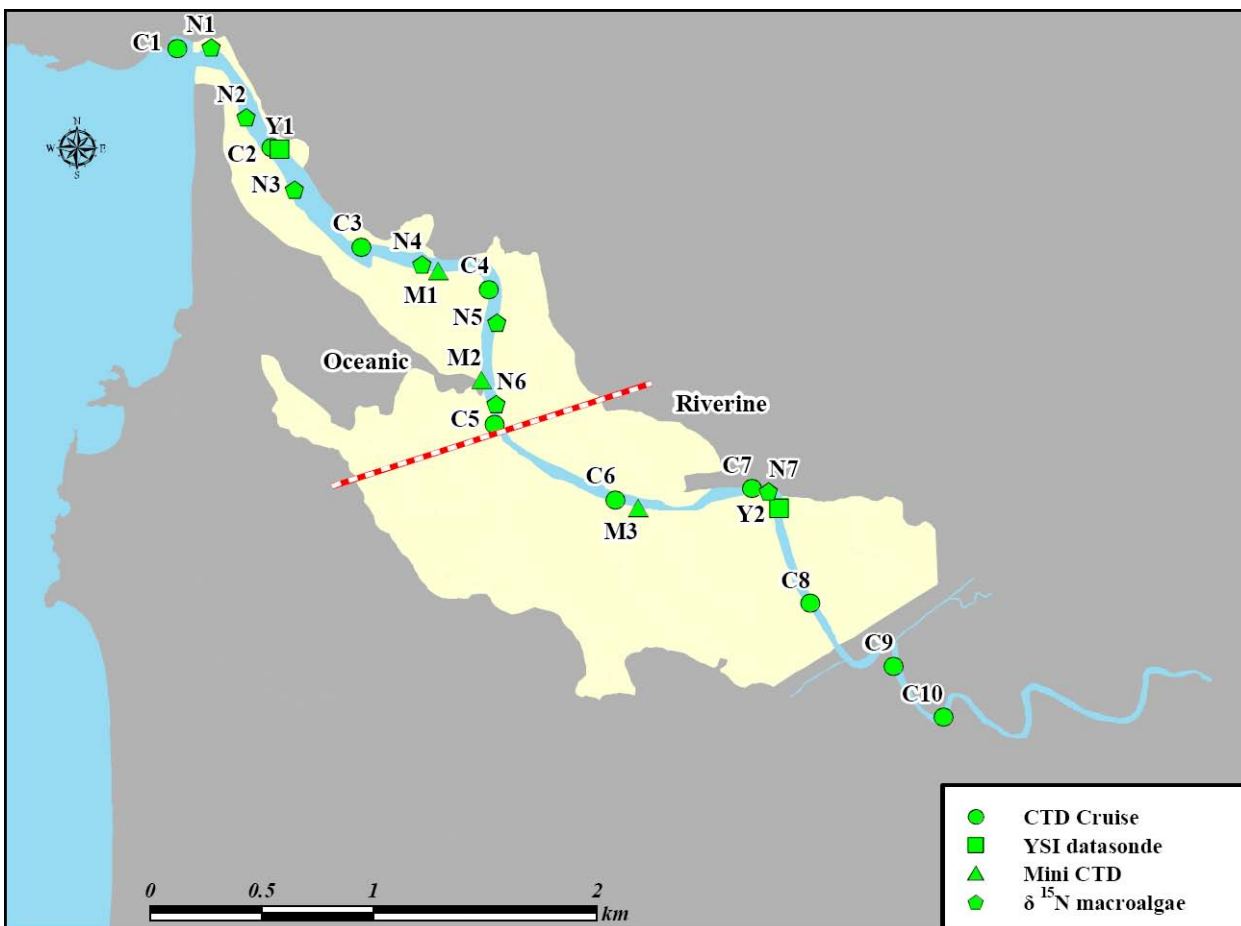 N1
C1
N
W E
S
N2
Y1
C2
N3
C3
N4
C4
M1
N5
Oceanic
M2
N6
Riverine
C5
C6
C7
N7
M3
Y2
C8
C9
C10
CTD Cruise
YSI datasonde
Mini CTD
δ ¹⁵N macroalgae
0 0.5 1 2
km